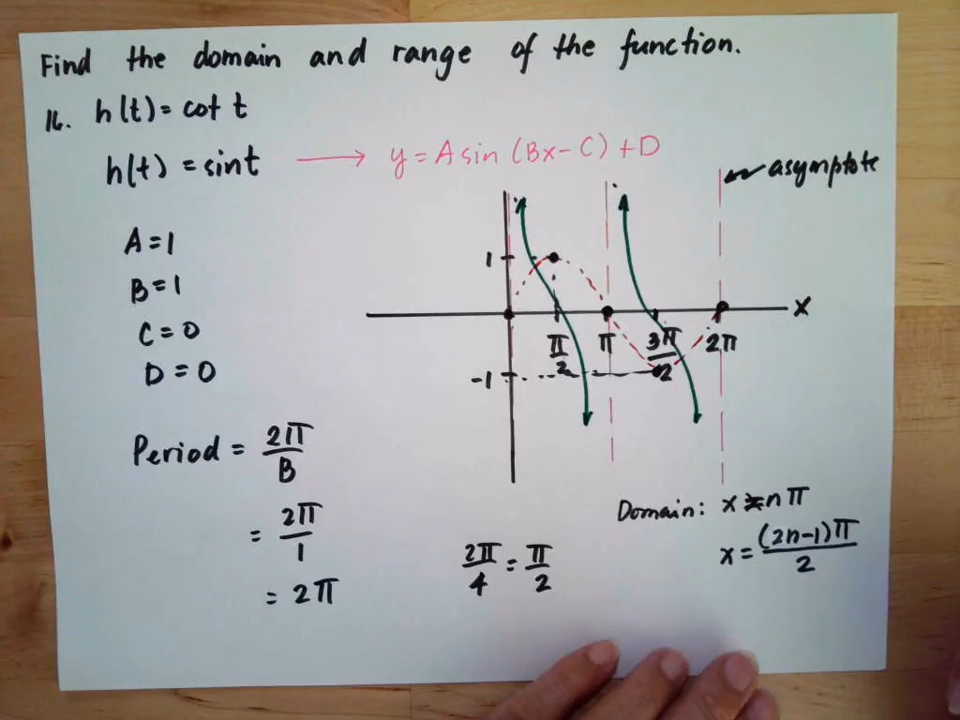 Find the domain and range of the function.
16. h(t) = cot t
h(t) = sint → y = A sin (Bx - C) + D
asymptote
A = 1
B = 1
C = 0
D = 0
1
x
π/2 π 3π/2 2π
-1
Period = 2π/B
= 2π/1
= 2π
2π/4 = π/2
Domain: x ≠ nπ
x = (2n-1)π/2